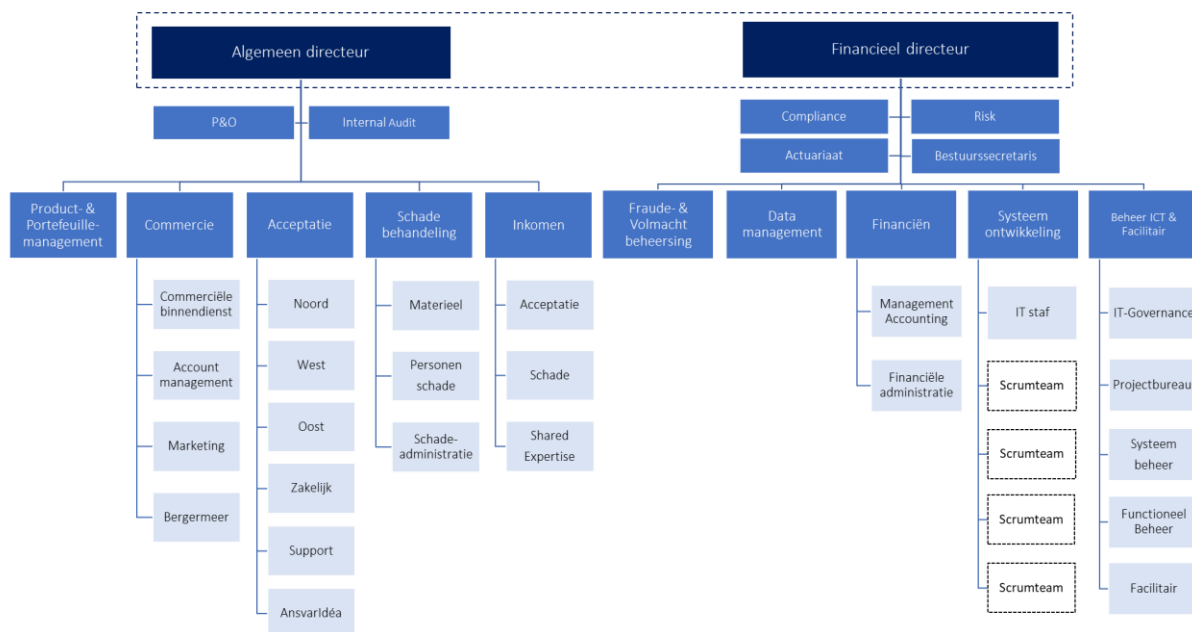 Algemeen directeur
Financieel directeur
P&O
Internal Audit
Compliance
Risk
Actuariaat
Bestuurssecretaris
Product- &
Portefeuille-
management
Commercie
Acceptatie
Schade
behandeling
Inkomen
Fraude- &
Volmacht
beheersing
Data
management
Financiën
Systeem
ontwikkeling
Beheer ICT &
Facilitair
Commerciële
binnendienst
Account
management
Marketing
Bergermeer
Noord
West
Oost
Zakelijk
Support
AnsvarIdéa
Materieel
Personen
schade
Schade-
administratie
Acceptatie
Schade
Shared
Expertise
Management
Accounting
Financiële
administratie
IT staf
Scrumteam
Scrumteam
Scrumteam
Scrumteam
IT-Governance
Projectbureau
Systeem
beheer
Functioneel
Beheer
Facilitair